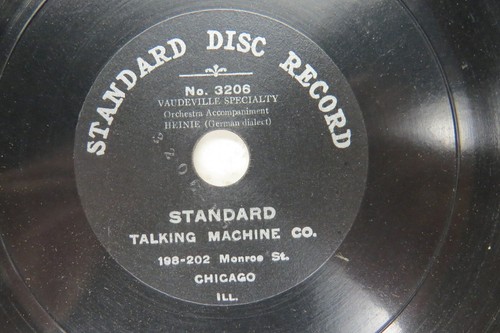 STANDARD DISC RECORD
No. 3206
VAUDEVILLE SPECIALTY
Orchestra Accompaniment
HEINIE (German dialect)
STANDARD
TALKING MACHINE CO.
198-202 Monroe St.
CHICAGO
ILL.